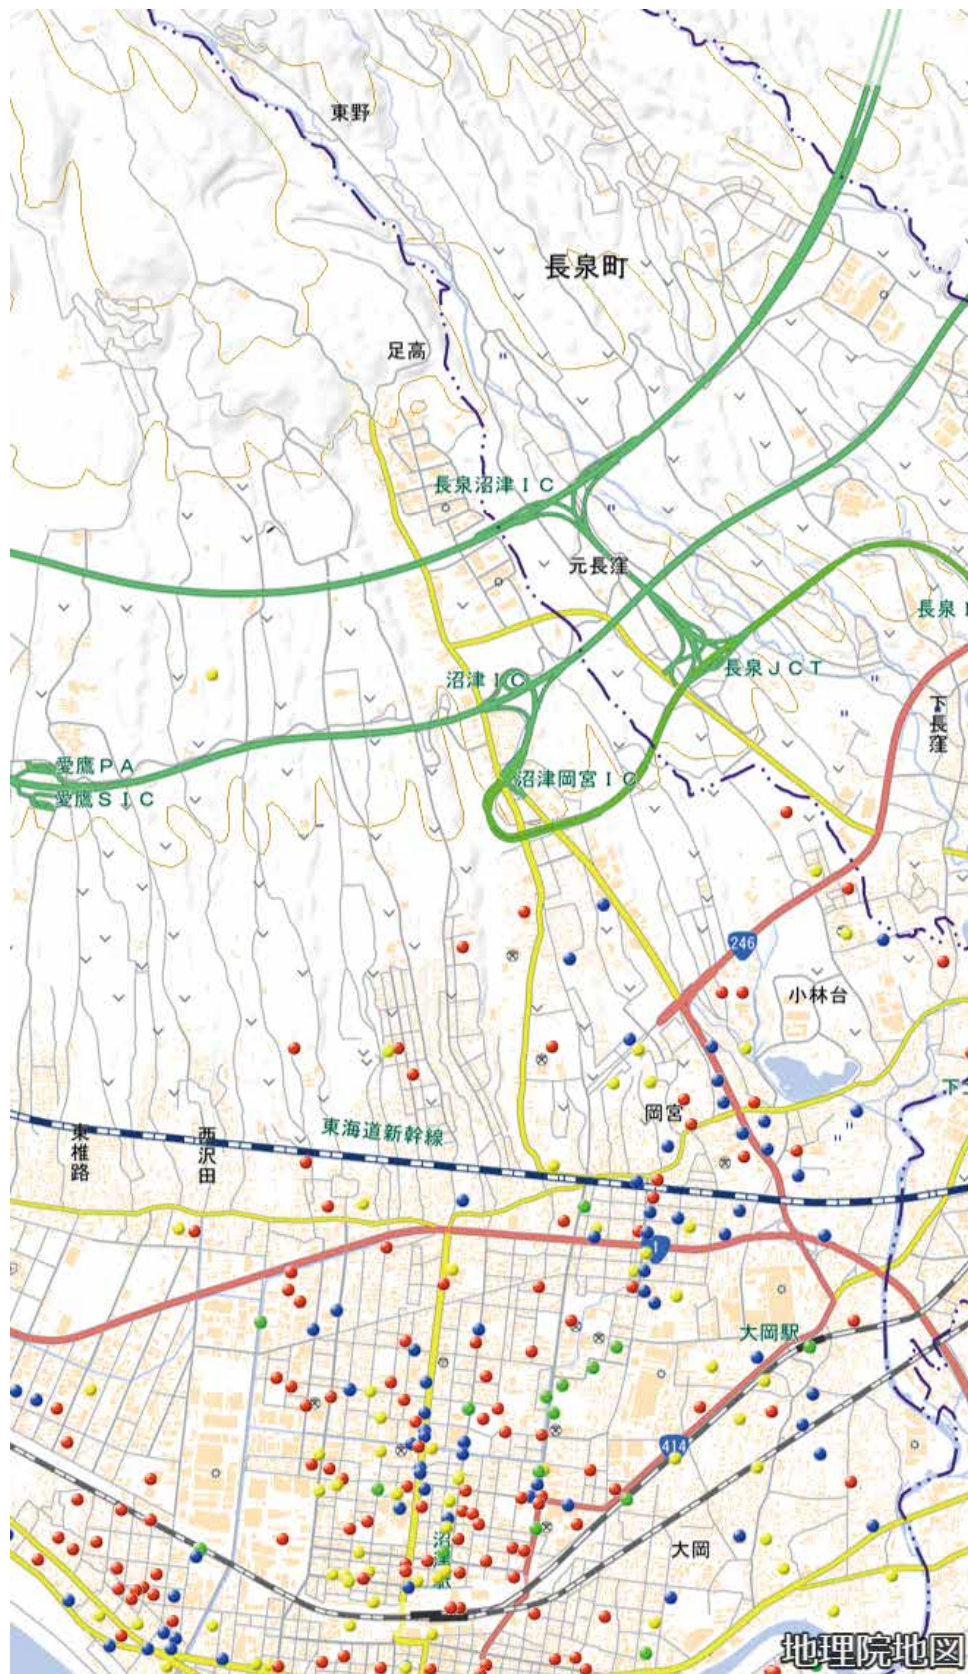 東野
長泉町
足高
長泉沼津IC
元長窪
長泉I
沼津IC
長泉JCT
下長窪
愛鷹PA
愛鷹SIC
沼津岡宮IC
246
小林台
岡宮
東海道新幹線
東椎路
西沢田
1
大岡駅
414
沼津駅
大岡
地理院地図